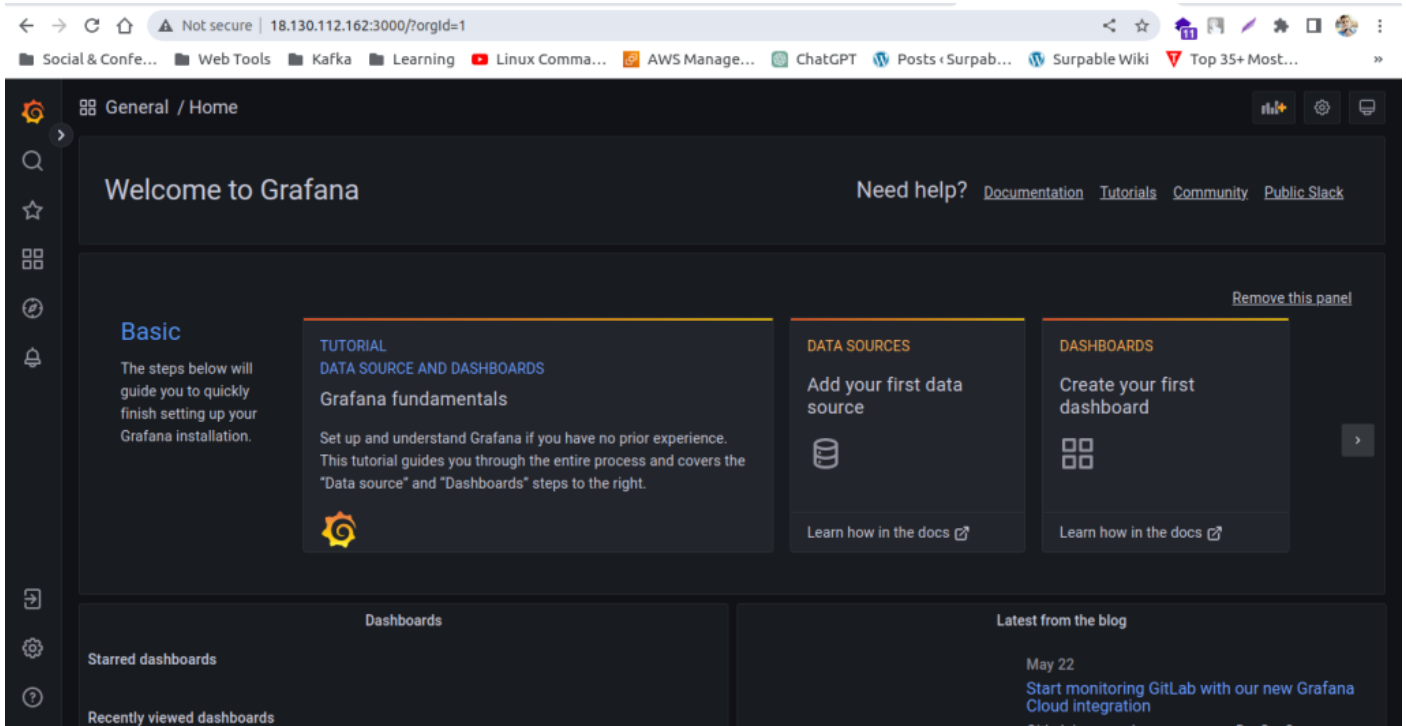 Not secure | 18.130.112.162:3000/?orgId=1
11
Social & Confe... Web Tools Kafka Learning Linux Comma... AWS Manage... ChatGPT Posts ‹ Surpab... Surpable Wiki Top 35+ Most... »
General / Home
Welcome to Grafana
Need help? Documentation Tutorials Community Public Slack
Remove this panel
Basic
The steps below will
guide you to quickly
finish setting up your
Grafana installation.
TUTORIAL
DATA SOURCE AND DASHBOARDS
Grafana fundamentals
Set up and understand Grafana if you have no prior experience.
This tutorial guides you through the entire process and covers the
"Data source" and "Dashboards" steps to the right.
DATA SOURCES
Add your first data
source
Learn how in the docs
DASHBOARDS
Create your first
dashboard
Learn how in the docs
Dashboards
Starred dashboards
Recently viewed dashboards
Latest from the blog
May 22
Start monitoring GitLab with our new Grafana
Cloud integration